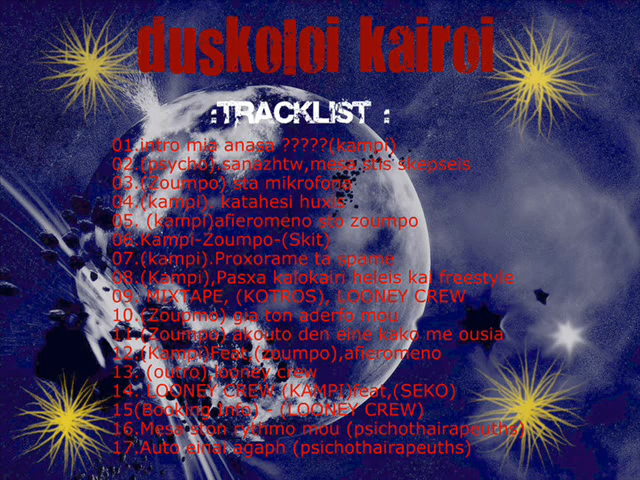 duskoloi kairoi
:TRACKLIST :
01.intro mia anasa ?????(kampi)
02.(psycho).sanazhtw,mesa stis skepseis
03.(Zoumpo) sta mikrofona
04.(kampi), katahesi huxis
05. (kampi)afieromeno sto zoumpo
06.Kampi-Zoumpo-(Skit)
07.(kampi).Proxorame ta spame
08.(Kampi),Pasxa kalokairi heleis kai freestyle
09. MIXTAPE, (KOTROS), LOONEY CREW
10.(Zoupmo) gia ton aderfo mou
11.(Zoumpo) akouto den eine kako me ousia
12.(Kampi)Feat,(zoumpo),afieromeno
13. (outro) looney crew
14. LOONEY CREW (KAMPI)feat,(SEKO)
15(Booking Info) (LOONEY CREW)
16.Mesa ston rythmo mou (psichothairapeuths)
17.Auto einai agaph (psichothairapeuths)